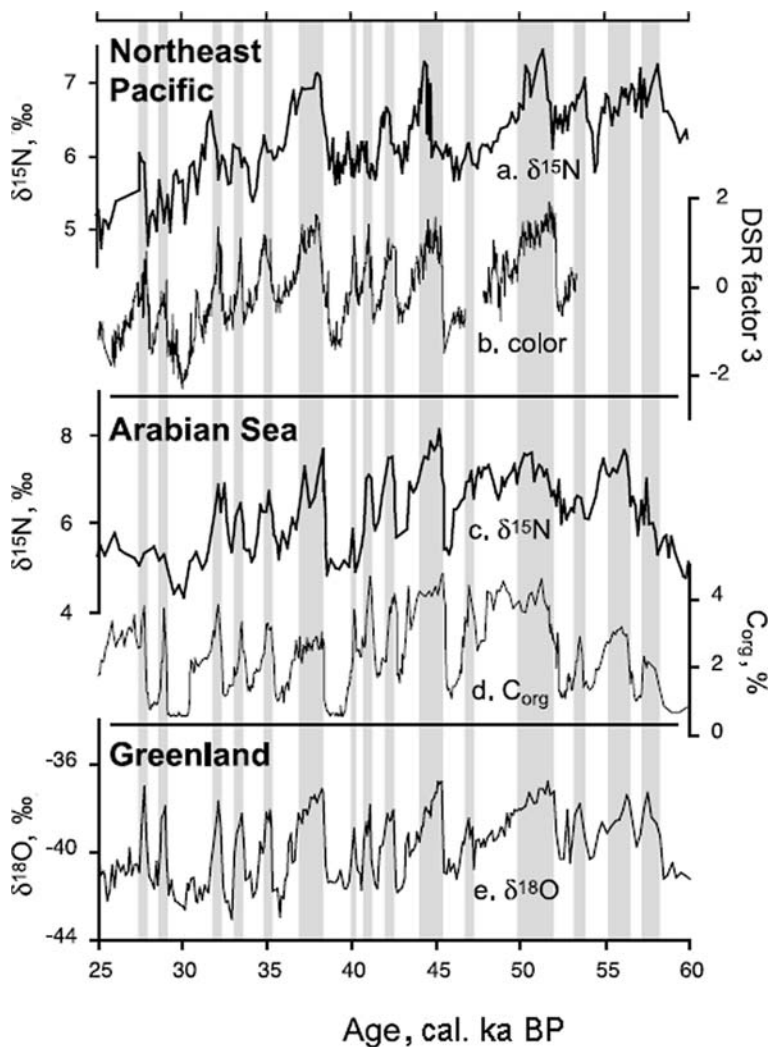 Northeast
Pacific
7
6
5
δ¹⁵N, ‰
a. δ¹⁵N
2
0
-2
DSR factor 3
b. color
Arabian Sea
8
6
4
δ¹⁵N, ‰
c. δ¹⁵N
4
2
0
C_org, %
d. C_org
Greenland
-36
-40
-44
δ¹⁸O, ‰
e. δ¹⁸O
25 30 35 40 45 50 55 60
Age, cal. ka BP